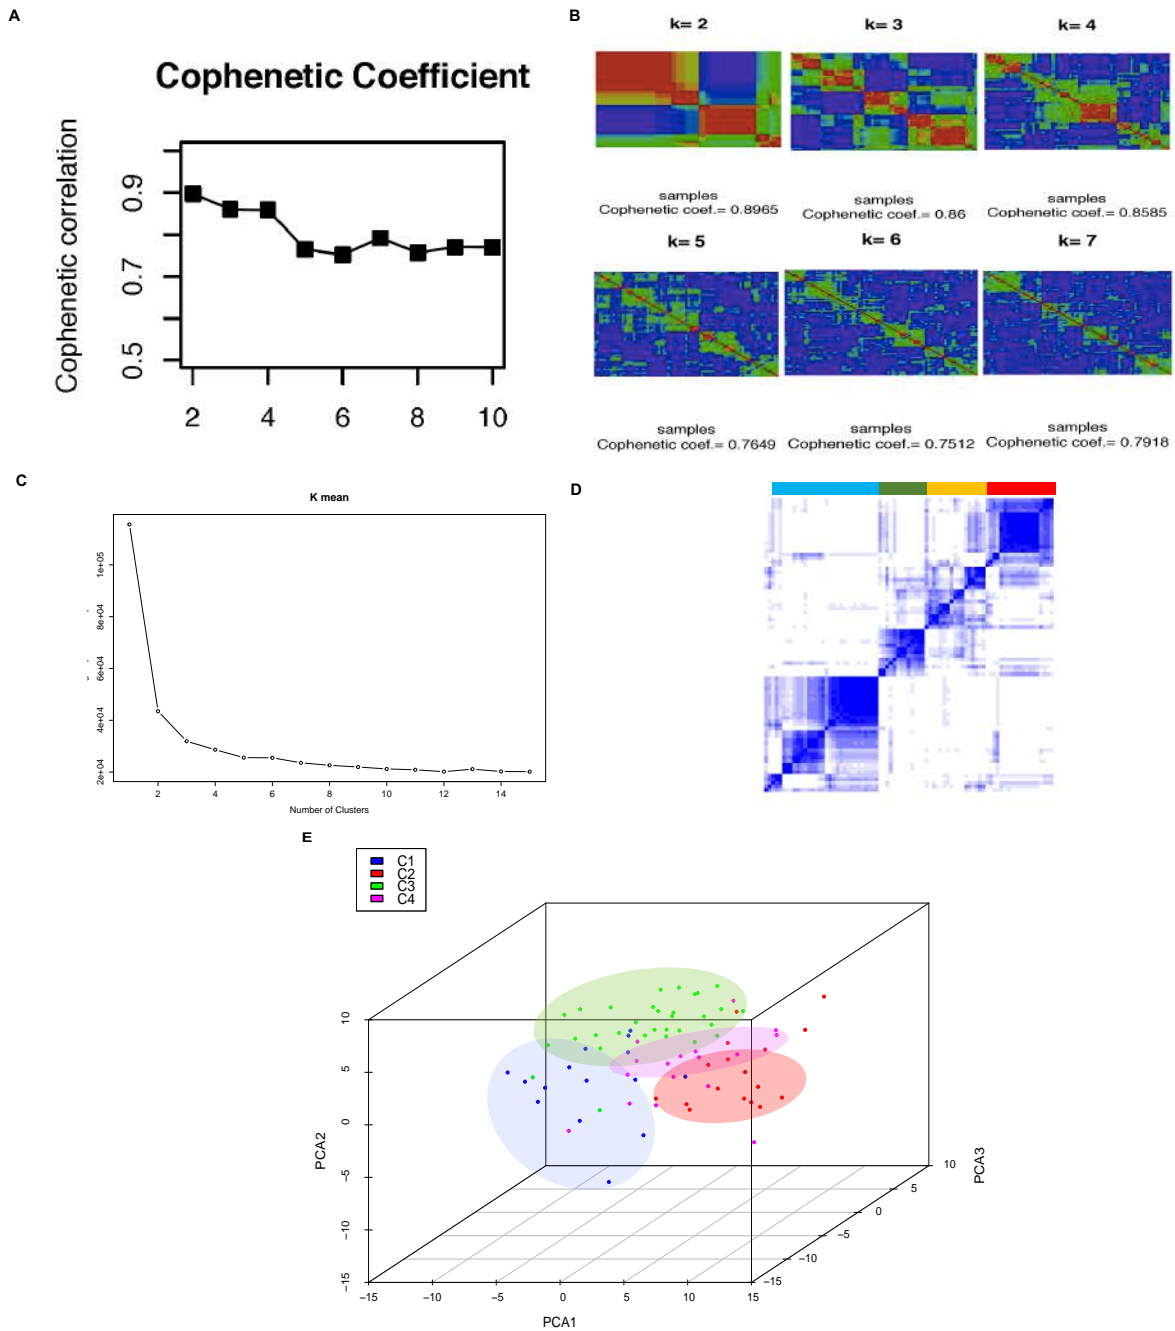 A
Cophenetic Coefficient
Cophenetic correlation
0.9
0.7
0.5
2 4 6 8 10
B
k= 2 k= 3 k= 4
samples samples samples
Cophenetic coef.= 0.8965 Cophenetic coef.= 0.86 Cophenetic coef.= 0.8585
k= 5 k= 6 k= 7
samples samples samples
Cophenetic coef.= 0.7649 Cophenetic coef.= 0.7512 Cophenetic coef.= 0.7918
C
K mean
1e+05
8e+04
6e+04
4e+04
2e+04
2 4 6 8 10 12 14
Number of Clusters
D
E
C1
C2
C3
C4
10
5
0
−5
−10
−15
PCA2
−15 −10 −5 0 5 10 15
PCA1
10
5
0
−5
−10
−15
PCA3